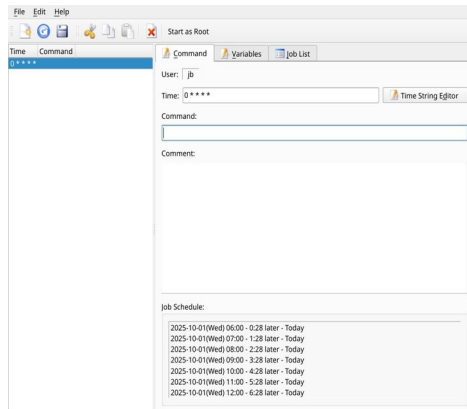 File Edit Help
Start as Root
Time Command
0 * * * *
Command Variables Job List
User: jb
Time: 0 * * * * Time String Editor
Command:
Comment:
Job Schedule:
2025-10-01(Wed) 06:00 - 0:28 later - Today
2025-10-01(Wed) 07:00 - 1:28 later - Today
2025-10-01(Wed) 08:00 - 2:28 later - Today
2025-10-01(Wed) 09:00 - 3:28 later - Today
2025-10-01(Wed) 10:00 - 4:28 later - Today
2025-10-01(Wed) 11:00 - 5:28 later - Today
2025-10-01(Wed) 12:00 - 6:28 later - Today